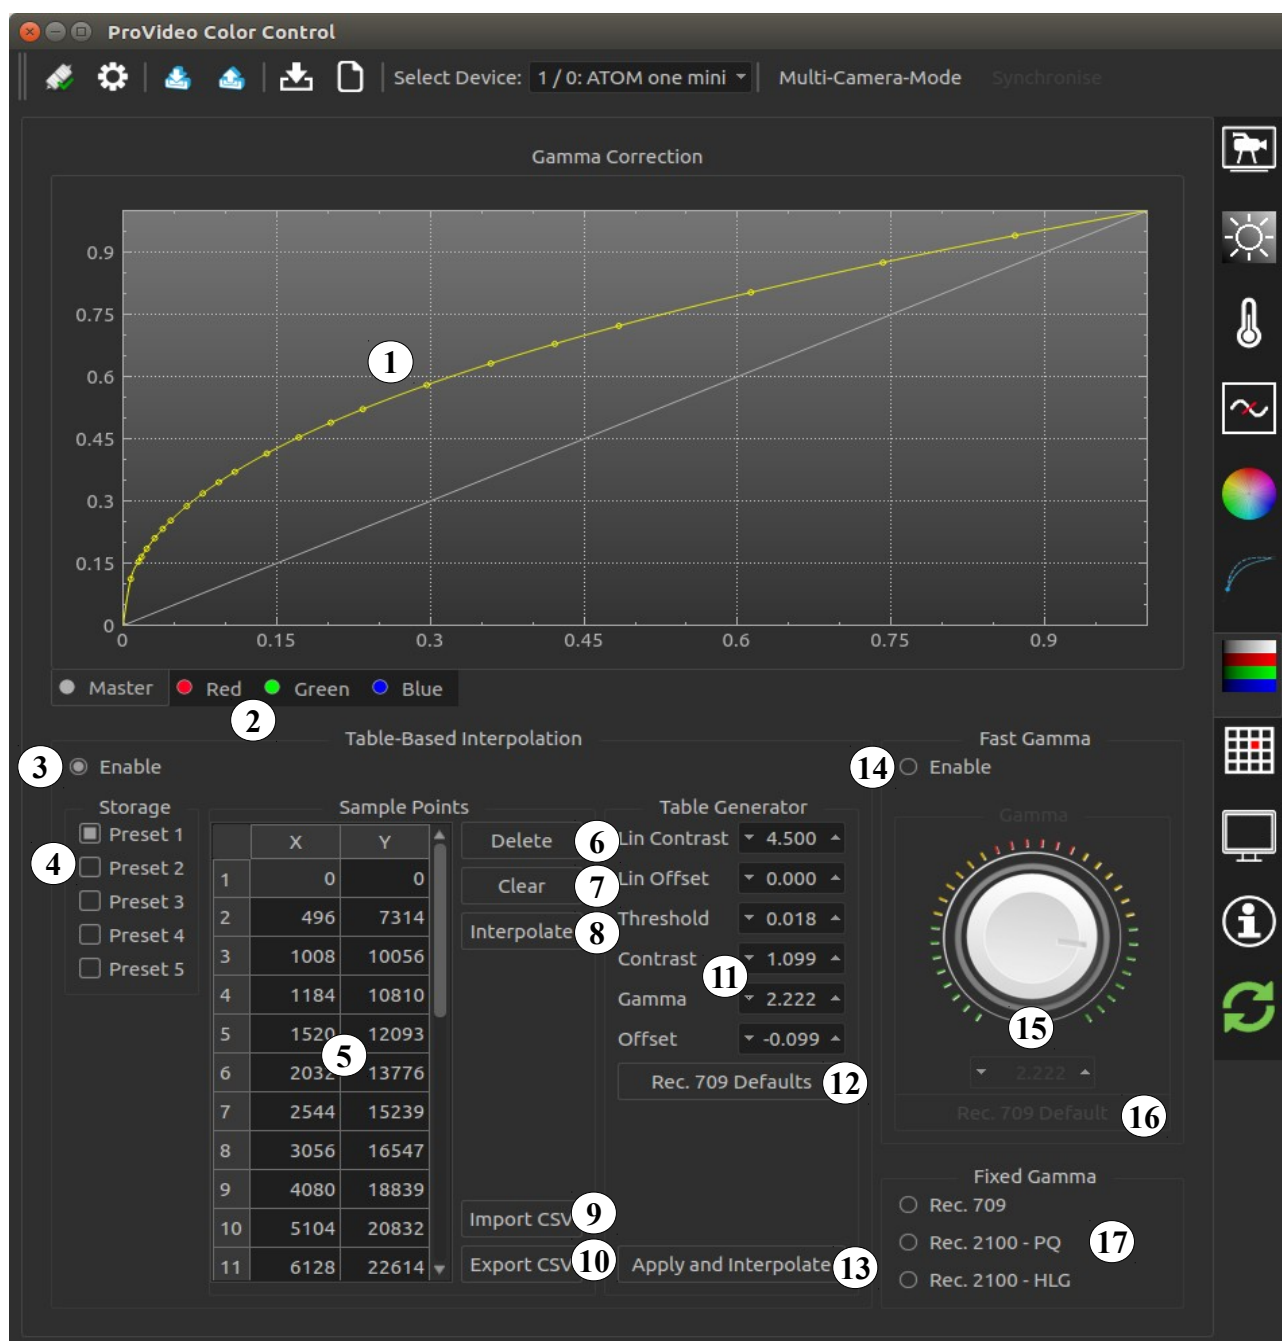 ProVideo Color Control
Select Device: 1 / 0: ATOM one mini Multi-Camera-Mode Synchronise
Gamma Correction
0.9
0.75
0.6
0.45
0.3
0.15
0
0 0.15 0.3 0.45 0.6 0.75 0.9
1
Master Red Green Blue
2
Table-Based Interpolation
3 Enable
Storage
Preset 1
4 Preset 2
Preset 3
Preset 4
Preset 5
Sample Points
X Y
1 0 0
2 496 7314
3 1008 10056
4 1184 10810
5 1520 12093
6 2032 13776
7 2544 15239
8 3056 16547
9 4080 18839
10 5104 20832
11 6128 22614
5
Delete 6
Clear 7
Interpolate 8
Import CSV 9
Export CSV 10
Table Generator
Lin Contrast 4.500
Lin Offset 0.000
Threshold 0.018
Contrast 1.099
11
Gamma 2.222
Offset -0.099
Rec. 709 Defaults 12
Apply and Interpolate 13
Fast Gamma
14 Enable
Gamma
15
2.222
Rec. 709 Default 16
Fixed Gamma
Rec. 709
Rec. 2100 - PQ 17
Rec. 2100 - HLG